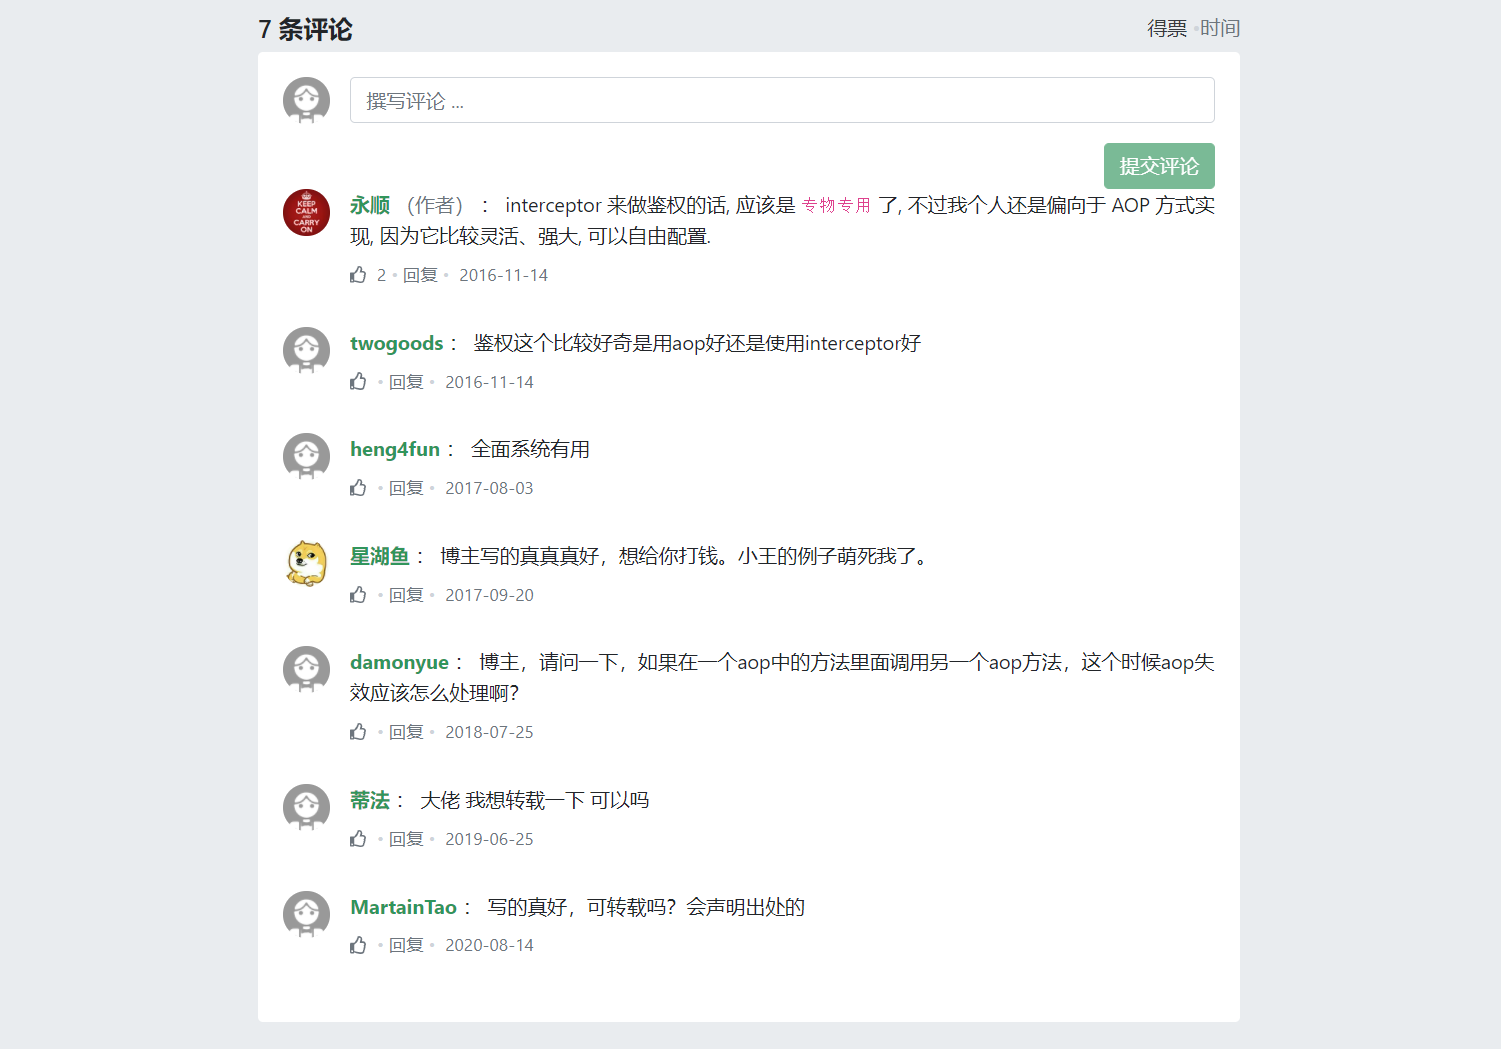 7 条评论
得票 •时间
撰写评论 ...
提交评论
KEEP
CALM
AND
CARRY
ON
永顺 （作者） ： interceptor 来做鉴权的话, 应该是 专物专用 了, 不过我个人还是偏向于 AOP 方式实
现, 因为它比较灵活、强大, 可以自由配置.
2 • 回复 • 2016-11-14
twogoods ： 鉴权这个比较好奇是用aop好还是使用interceptor好
• 回复 • 2016-11-14
heng4fun ： 全面系统有用
• 回复 • 2017-08-03
星湖鱼 ： 博主写的真真真好，想给你打钱。小王的例子萌死我了。
• 回复 • 2017-09-20
damonyue ： 博主，请问一下，如果在一个aop中的方法里面调用另一个aop方法，这个时候aop失
效应该怎么处理啊？
• 回复 • 2018-07-25
蒂法 ： 大佬 我想转载一下 可以吗
• 回复 • 2019-06-25
MartainTao ： 写的真好，可转载吗？会声明出处的
• 回复 • 2020-08-14